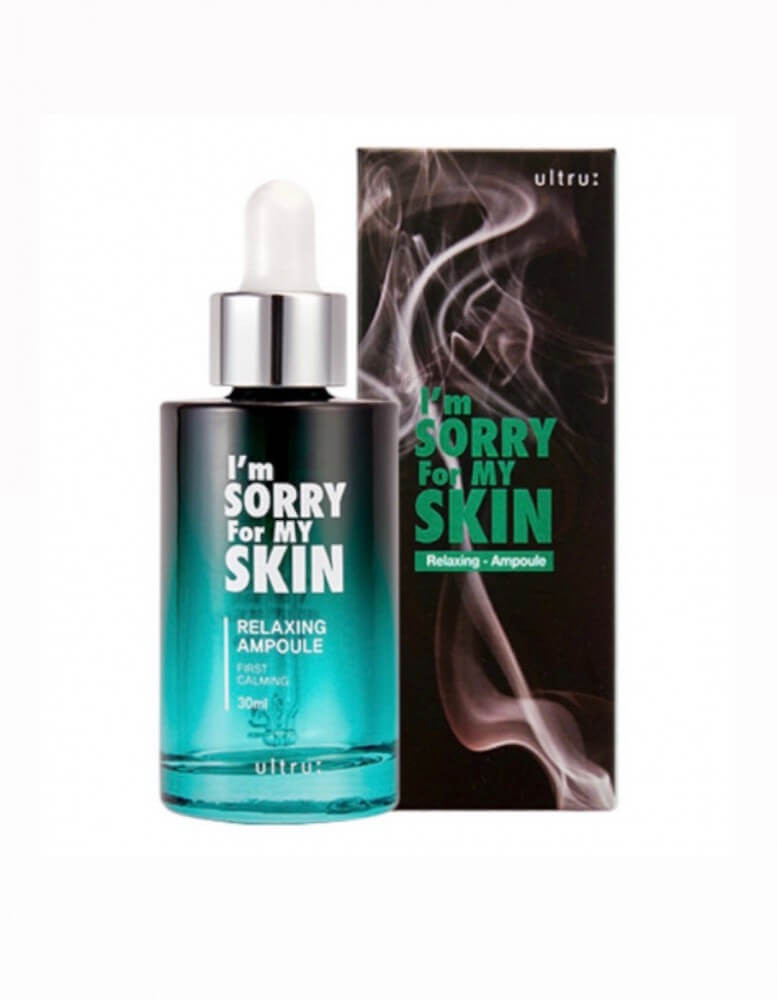 I'm
SORRY
For MY
SKIN
RELAXING
AMPOULE
FIRST
CALMING
30ml
ultru:
ultru:
I'm
SORRY
For MY
SKIN
Relaxing - Ampoule